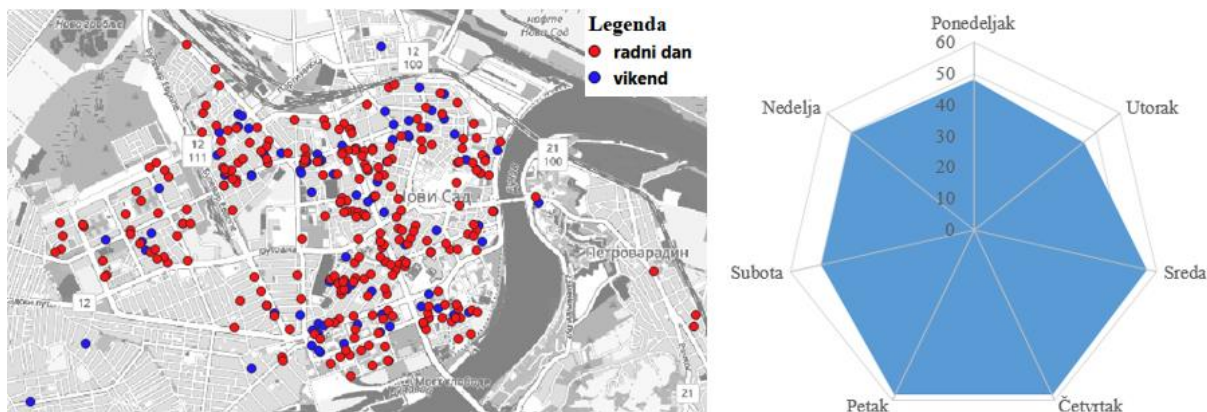 Legenda
radni dan
vikend
12
100
12
111
21
100
НОВИ САД
Петроварадин
12
21
Ponedeljak
60
50
40
30
20
10
0
Nedelja
Utorak
Subota
Sreda
Petak
Četvrtak